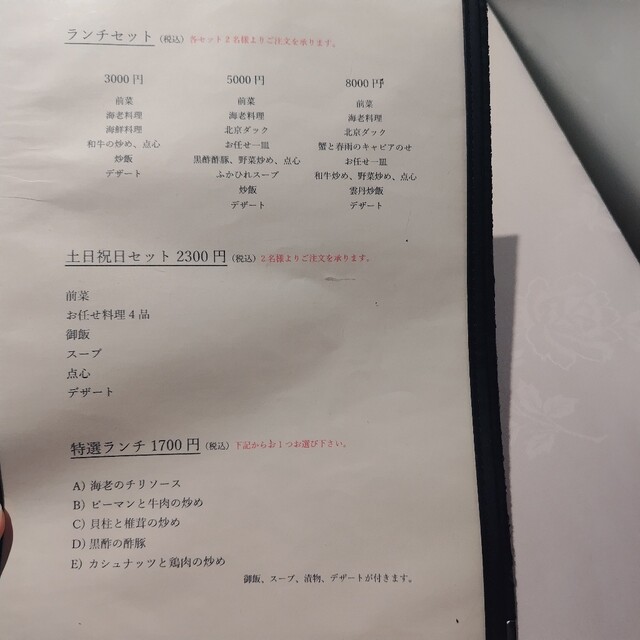 ランチセット (税込) 各セット2名様よりご注文を承ります。
3000円
前菜
海老料理
海鮮料理
和牛の炒め、点心
炒飯
デザート
5000円
前菜
海老料理
北京ダック
お任せ一皿
黒酢酢豚、野菜炒め、点心
ふかひれスープ
炒飯
デザート
8000円
前菜
海老料理
北京ダック
蟹と春雨のキャビアのせ
お任せ一皿
和牛炒め、野菜炒め、点心
雲丹炒飯
デザート
土日祝日セット 2300円 (税込) 2名様よりご注文を承ります。
前菜
お任せ料理4品
御飯
スープ
点心
デザート
特選ランチ 1700円 (税込) 下記からお1つお選び下さい。
A) 海老のチリソース
B) ピーマンと牛肉の炒め
C) 貝柱と椎茸の炒め
D) 黒酢の酢豚
E) カシュナッツと鶏肉の炒め
御飯、スープ、漬物、デザートが付きます。